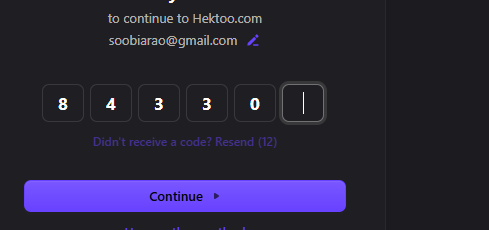 to continue to Hektoo.com
soobiarao@gmail.com
8 4 3 3 0
Didn't receive a code? Resend (12)
Continue